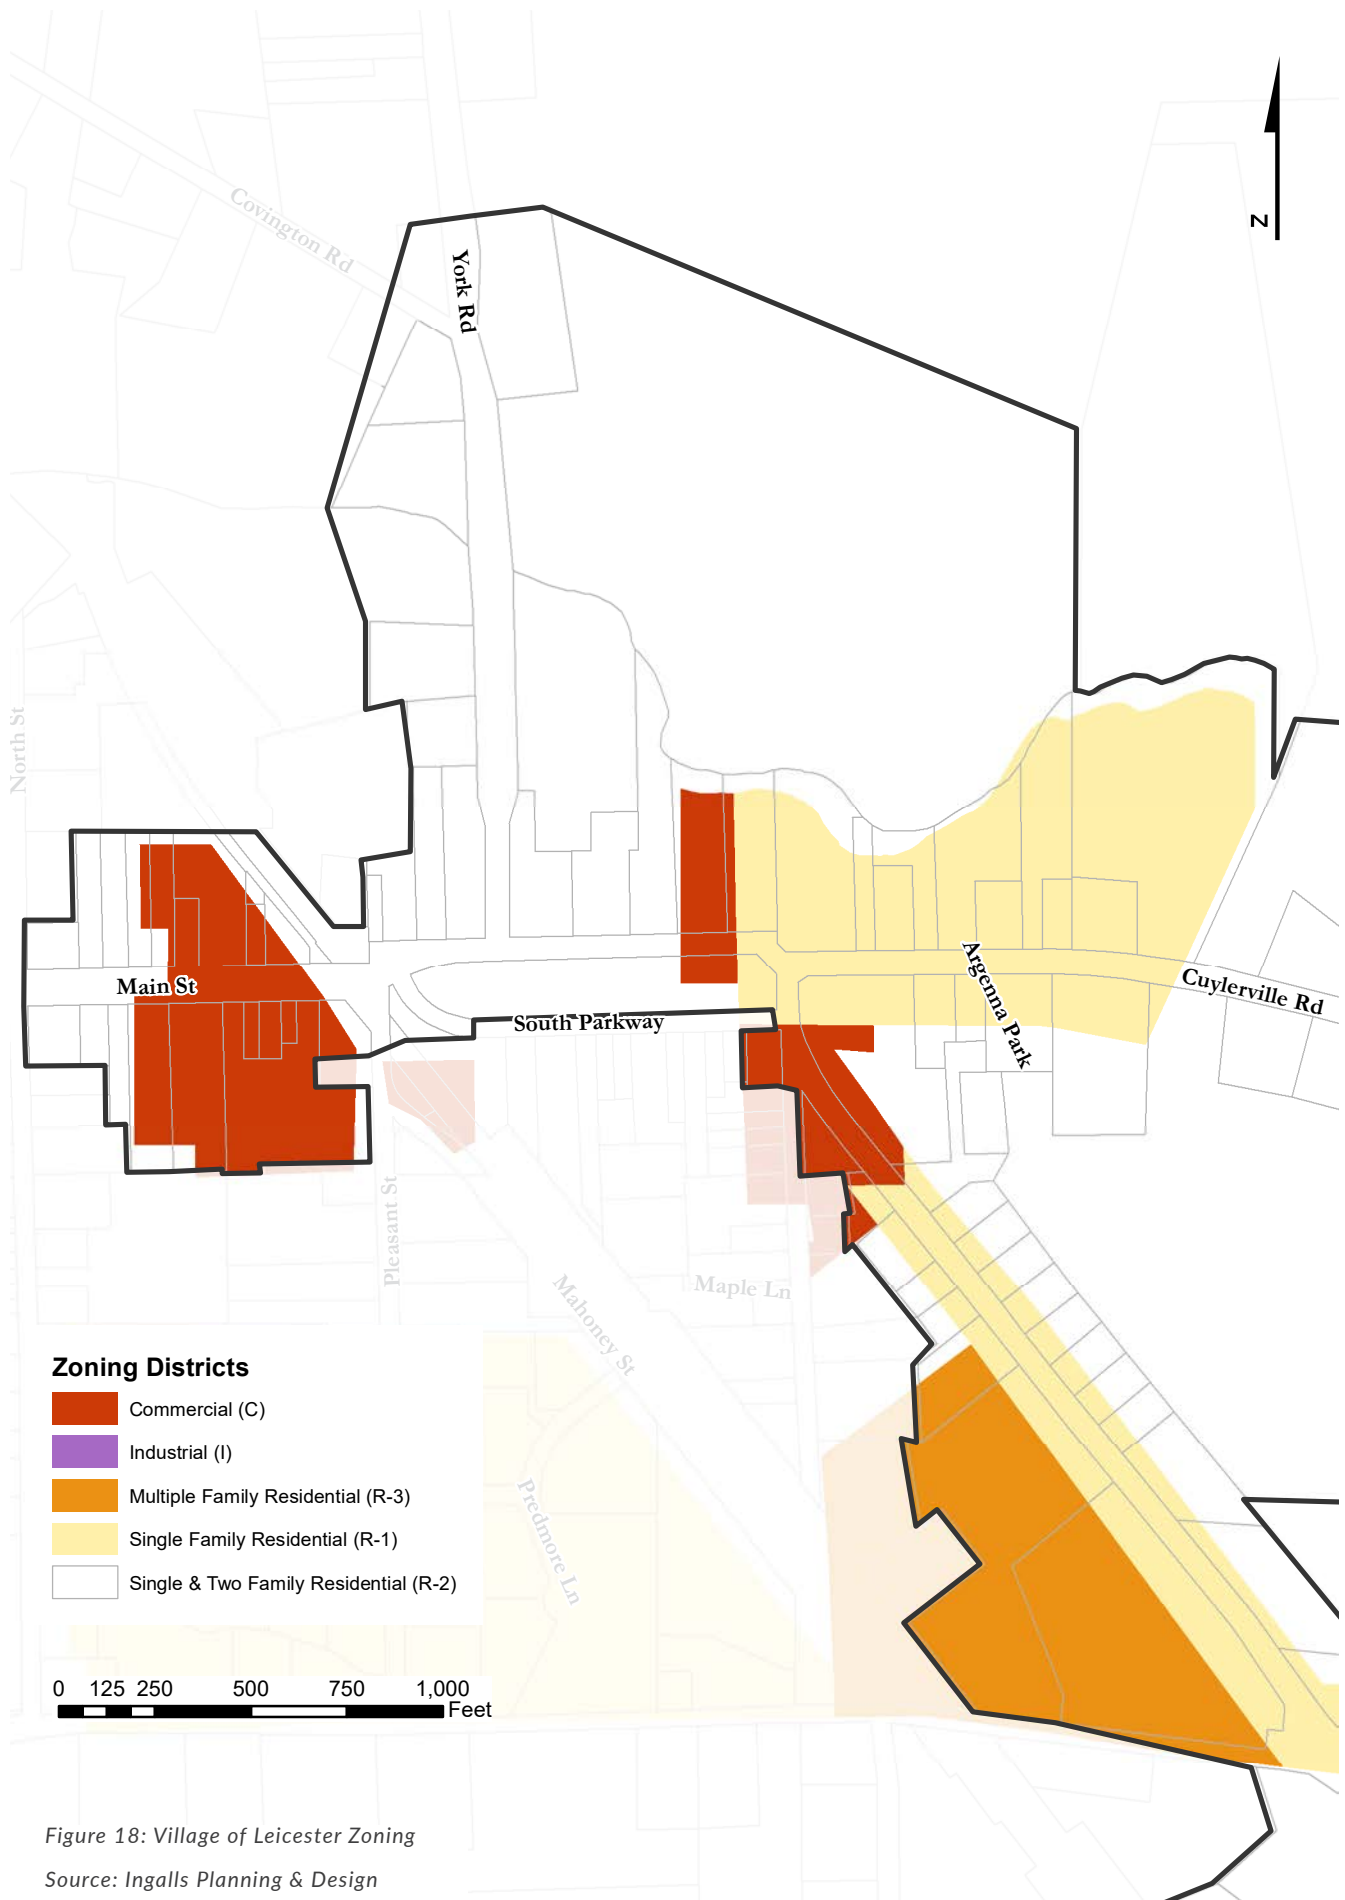 Covington Rd
York Rd
N
North St
Main St
South Parkway
Argenna Park
Cuylerville Rd
Pleasant St
Mahoney St
Maple Ln
Predmore Ln
Zoning Districts
Commercial (C)
Industrial (I)
Multiple Family Residential (R-3)
Single Family Residential (R-1)
Single & Two Family Residential (R-2)
0 125 250 500 750 1,000
Feet
Figure 18: Village of Leicester Zoning
Source: Ingalls Planning & Design